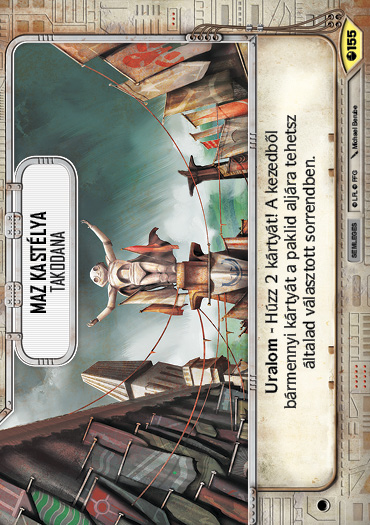 MAZ KASTÉLYA
TAKODANA
Uralom - Húzz 2 kártyát! A kezedből
bármennyi kártyát a paklid aljára tehetsz
általad választott sorrendben.
SEMLEGES
Michael Berube
© LFL © FFG
155